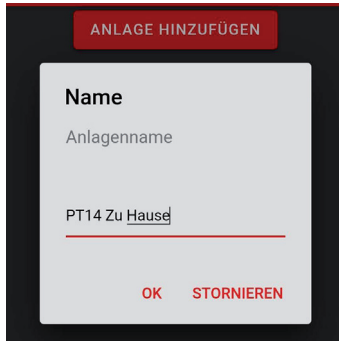 ANLAGE HINZUFÜGEN
Name
Anlagenname
PT14 Zu Hause
OK STORNIEREN